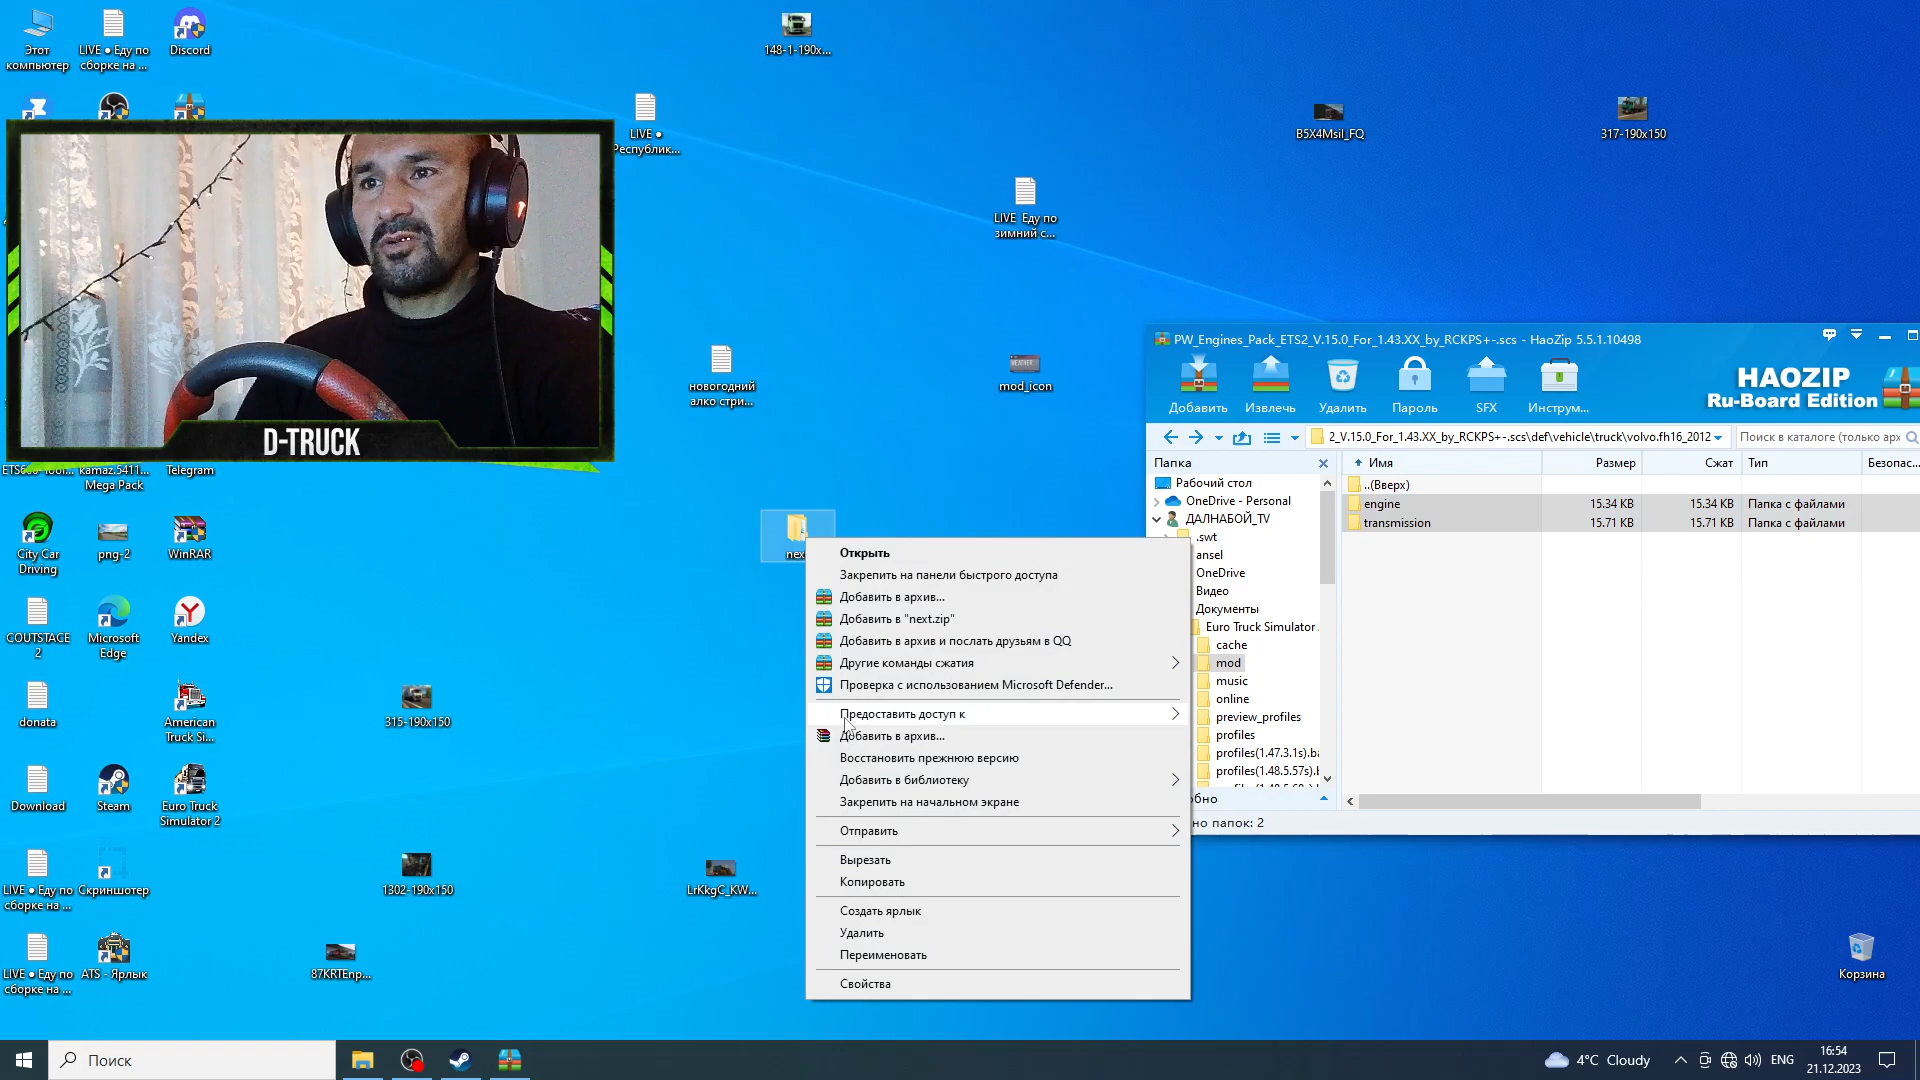 Этот
компьютер
LIVE ● Еду по
сборке на ...
Discord
148-1-190x...
LIVE ●
Республик...
B5X4Msil_FQ
317-190x150
LIVE Еду по
зимний с...
D-TRUCK
новогодний
алко стри...
mod_icon
kamaz.5411...
Mega Pack
Telegram
City Car
Driving
png-2
WinRAR
COUTSTACE
2
Microsoft
Edge
Yandex
donata
American
Truck Si...
315-190x150
Download
Steam
Euro Truck
Simulator 2
LIVE ● Еду по
сборке на ...
Скриншотер
1302-190x150
LrKkgC_KW...
LIVE ● Еду по
сборке на ...
ATS - Ярлык
87KRTEnp...
Корзина
Открыть
Закрепить на панели быстрого доступа
Добавить в архив...
Добавить в "next.zip"
Добавить в архив и послать друзьям в QQ
Другие команды сжатия
Проверка с использованием Microsoft Defender...
Предоставить доступ к
Добавить в архив...
Восстановить прежнюю версию
Добавить в библиотеку
Закрепить на начальном экране
Отправить
Вырезать
Копировать
Создать ярлык
Удалить
Переименовать
Свойства
PW_Engines_Pack_ETS2_V.15.0_For_1.43.XX_by_RCKPS+-.scs - HaoZip 5.5.1.10498
Добавить
Извлечь
Удалить
Пароль
SFX
Инструм...
HAOZIP
Ru-Board Edition
2_V.15.0_For_1.43.XX_by_RCKPS+-.scs\def\vehicle\truck\volvo.fh16_2012
Поиск в каталоге (только арх
Папка
Имя
Размер
Сжат
Тип
Безопас...
Рабочий стол
OneDrive - Personal
ДАЛНАБОЙ_TV
.swt
ansel
OneDrive
Видео
Документы
Euro Truck Simulator
cache
mod
music
online
preview_profiles
profiles
profiles(1.47.3.1s).ba
profiles(1.48.5.57s).b
..(Вверх)
engine 15.34 KB 15.34 KB Папка с файлами
transmission 15.71 KB 15.71 KB Папка с файлами
но папок: 2
Поиск
4°C Cloudy
ENG
16:54
21.12.2023